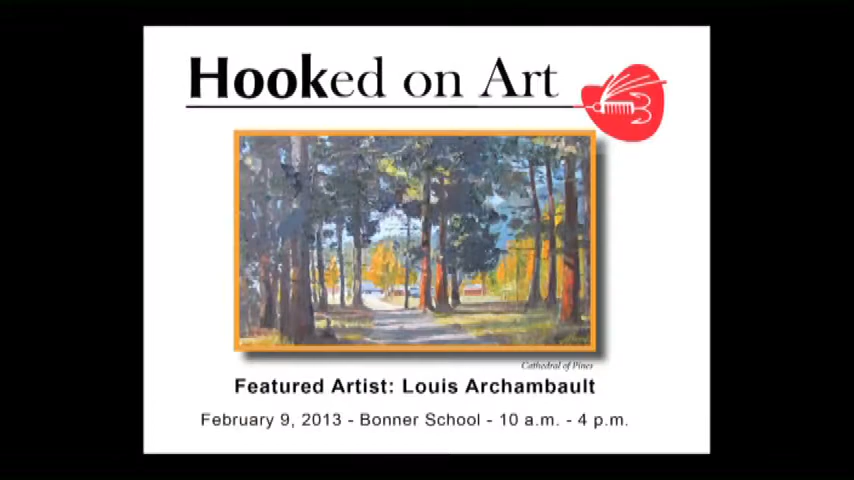 Hooked on Art
Cathedral of Pines
Featured Artist: Louis Archambault
February 9, 2013 - Bonner School - 10 a.m. - 4 p.m.